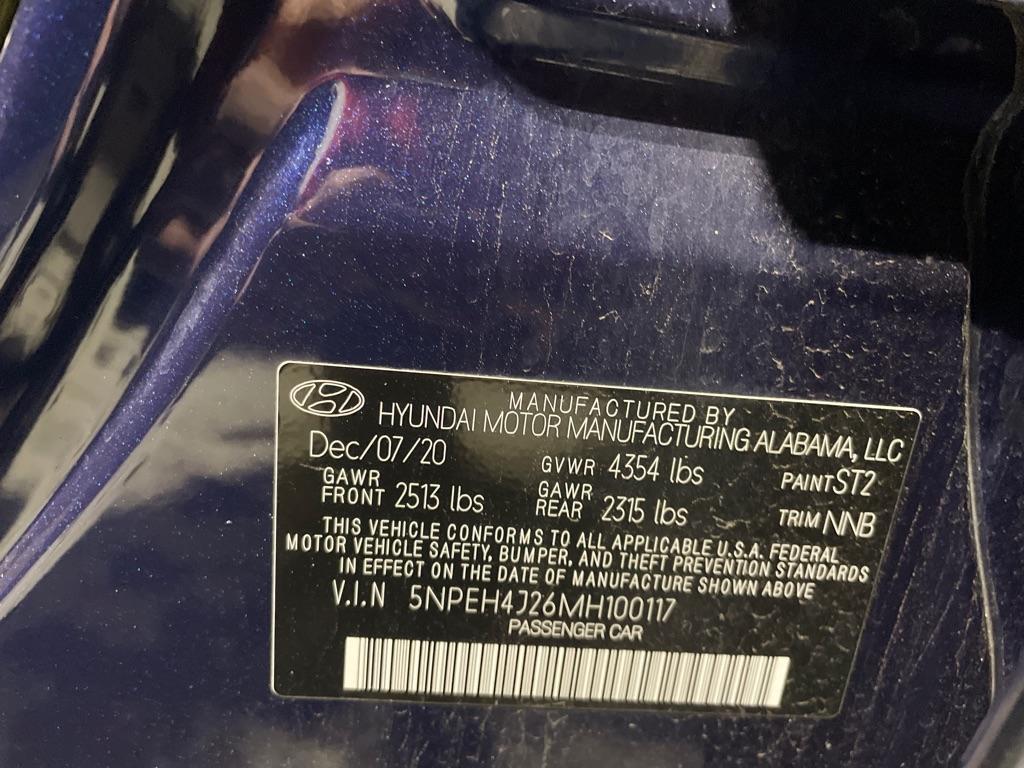 MANUFACTURED BY
HYUNDAI MOTOR MANUFACTURING ALABAMA, LLC
Dec/07/20 GVWR 4354 lbs PAINT ST2
GAWR FRONT 2513 lbs GAWR REAR 2315 lbs TRIM NNB
THIS VEHICLE CONFORMS TO ALL APPLICABLE U.S.A. FEDERAL
MOTOR VEHICLE SAFETY, BUMPER, AND THEFT PREVENTION STANDARDS
IN EFFECT ON THE DATE OF MANUFACTURE SHOWN ABOVE
V.I.N 5NPEH4J26MH100117
PASSENGER CAR